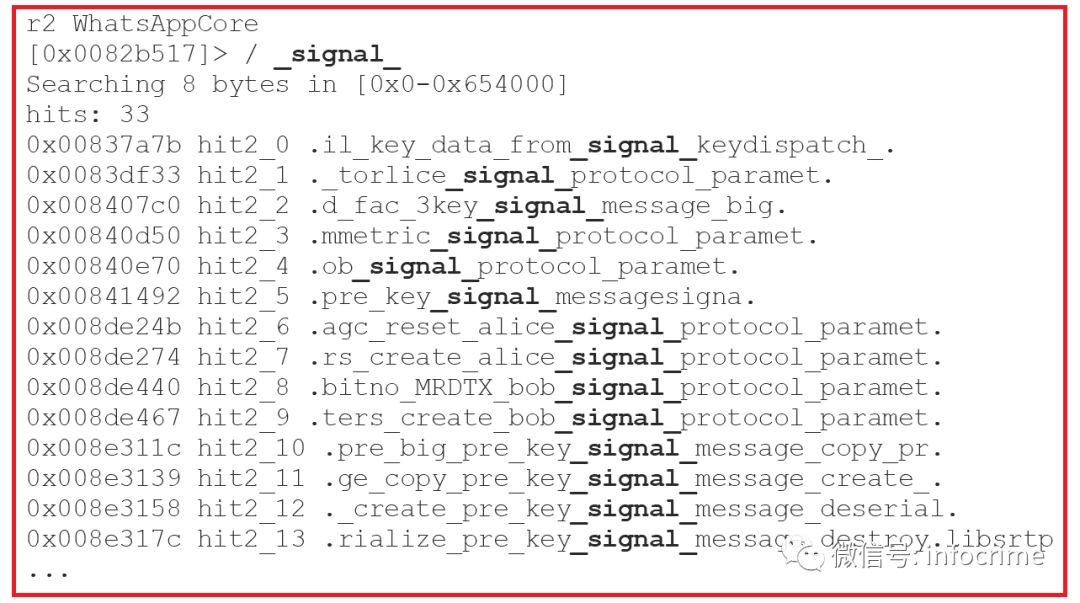 r2 WhatsAppCore
[0x0082b517]> / _signal_
Searching 8 bytes in [0x0-0x654000]
hits: 33
0x00837a7b hit2_0 .il_key_data_from_signal_keydispatch_.
0x0083df33 hit2_1 ._torlice_signal_protocol_paramet.
0x008407c0 hit2_2 .d_fac_3key_signal_message_big.
0x00840d50 hit2_3 .mmetric_signal_protocol_paramet.
0x00840e70 hit2_4 .ob_signal_protocol_paramet.
0x00841492 hit2_5 .pre_key_signal_messagesigna.
0x008de24b hit2_6 .agc_reset_alice_signal_protocol_paramet.
0x008de274 hit2_7 .rs_create_alice_signal_protocol_paramet.
0x008de440 hit2_8 .bitno_MRDTX_bob_signal_protocol_paramet.
0x008de467 hit2_9 .ters_create_bob_signal_protocol_paramet.
0x008e311c hit2_10 .pre_big_pre_key_signal_message_copy_pr.
0x008e3139 hit2_11 .ge_copy_pre_key_signal_message_create_.
0x008e3158 hit2_12 ._create_pre_key_signal_message_deserial.
0x008e317c hit2_13 .rialize_pre_key_signal_message_destroy.libsrtp
微信号: infocrime
...